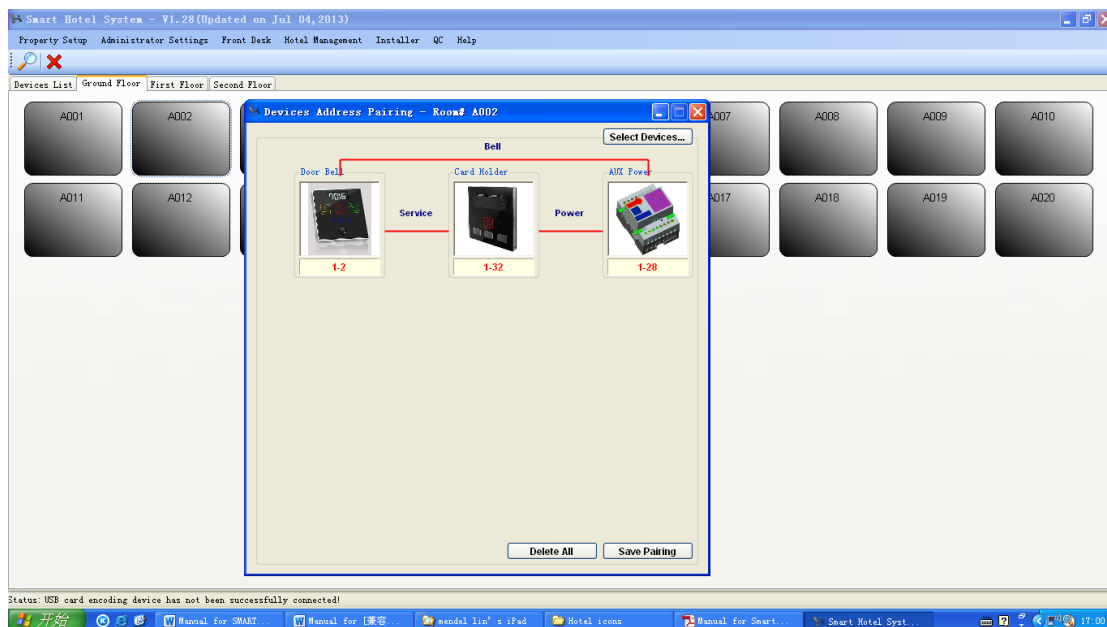 Smart Hotel System - V1.28(Updated on Jul 04,2013)
Property Setup Administrator Settings Front Desk Hotel Management Installer QC Help
Devices List Ground Floor First Floor Second Floor
A001 A002 A007 A008 A009 A010
Devices Address Pairing - Room# A002
Select Devices...
Bell
Door Bell Card Holder AUX Power
Service Power
1-2 1-32 1-28
A011 A012 A017 A018 A019 A020
Delete All Save Pairing
Status: USB card encoding device has not been successfully connected!
开始 Manual for SMART... Manual for [兼容... mendel lin's iPad Hotel icons Manual for Smart... Smart Hotel Syst... 17:00